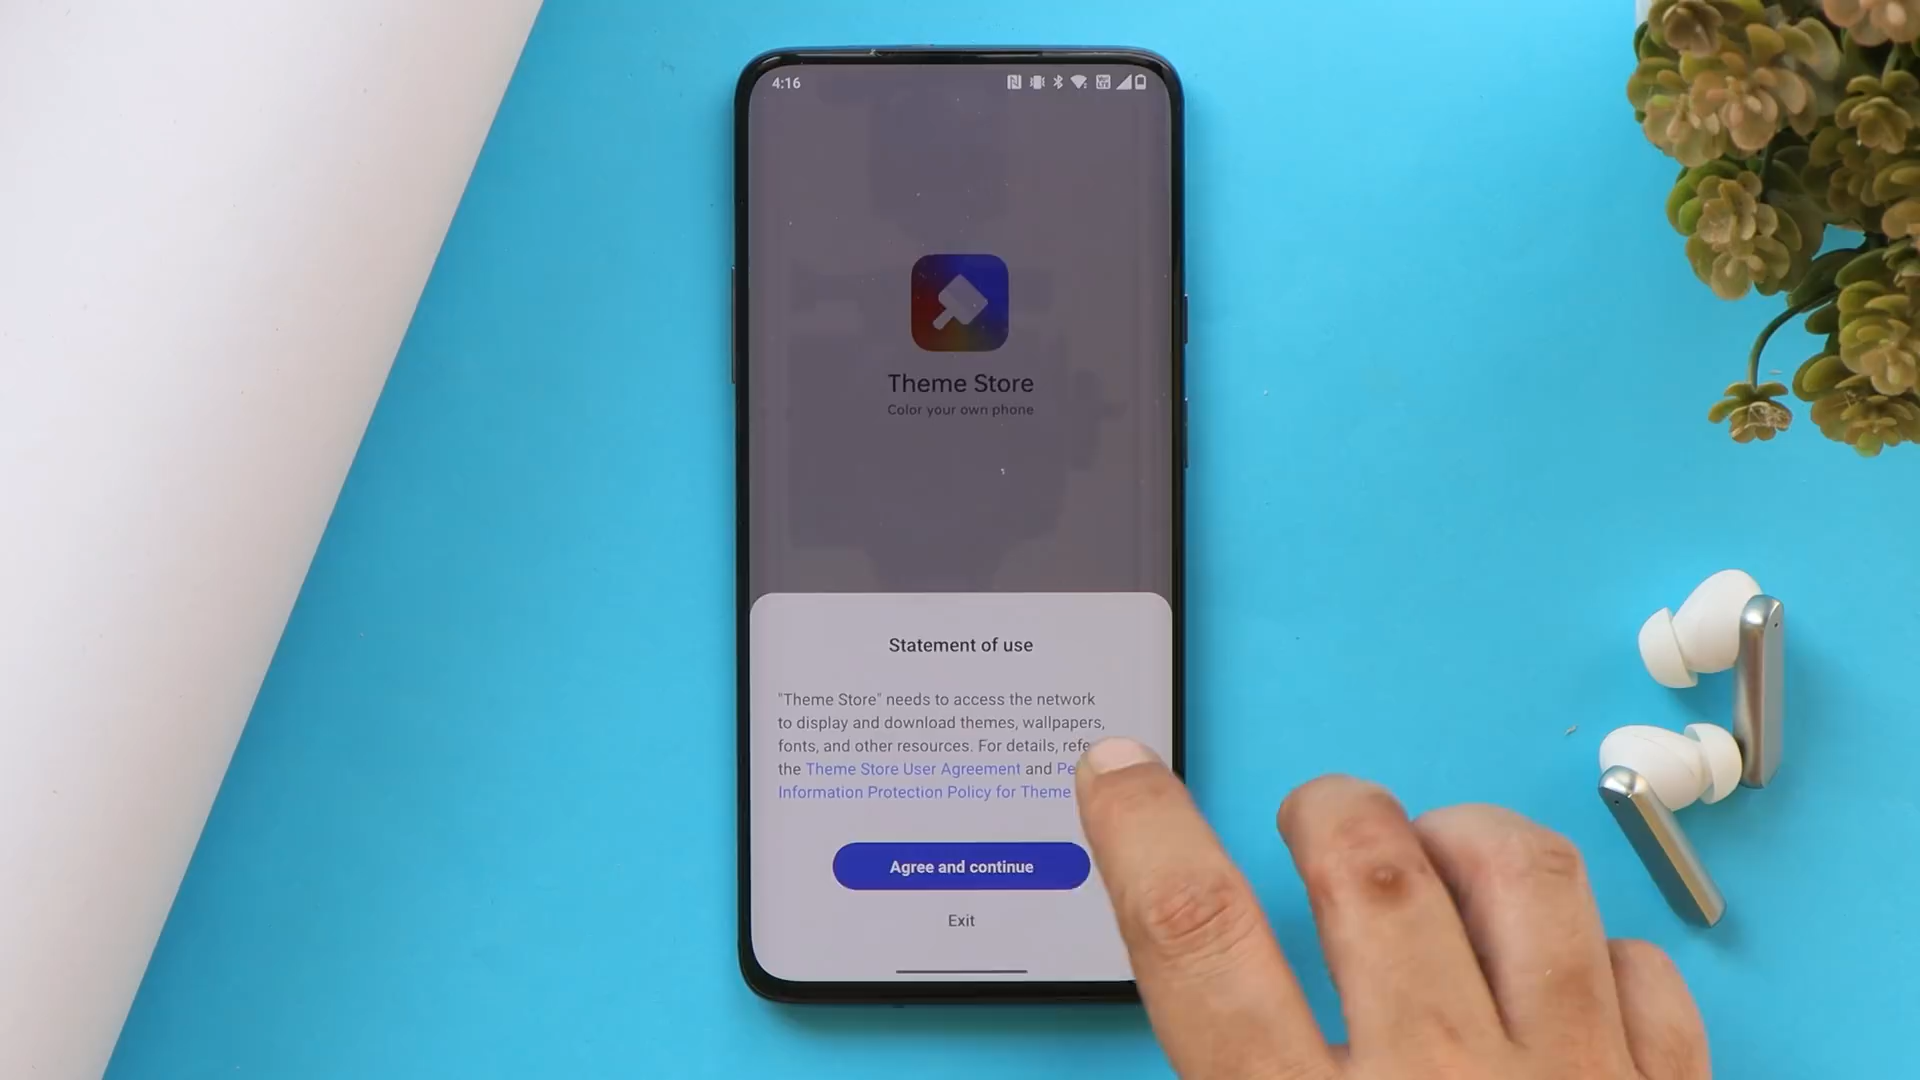 4:16
Theme Store
Color your own phone
Statement of use
"Theme Store" needs to access the network
to display and download themes, wallpapers,
fonts, and other resources. For details,
the Theme Store User Agreement and
Information Protection Policy for Theme
Agree and continue
Exit